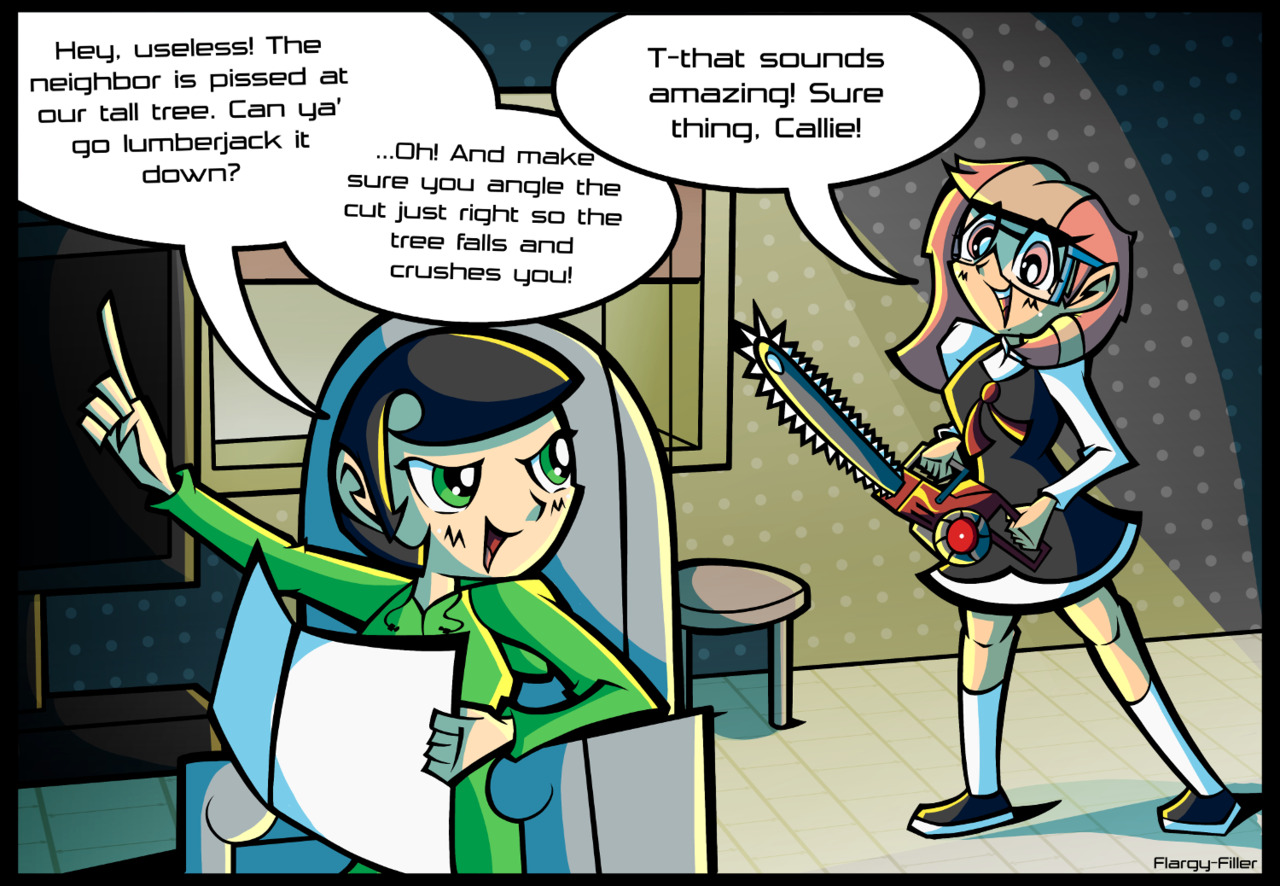 Hey, useless! The
neighbor is pissed at
our tall tree. Can ya'
go lumberjack it
down?
...Oh! And make
sure you angle the
cut just right so the
tree falls and
crushes you!
T-that sounds
amazing! Sure
thing, Callie!
Flargy-Filler